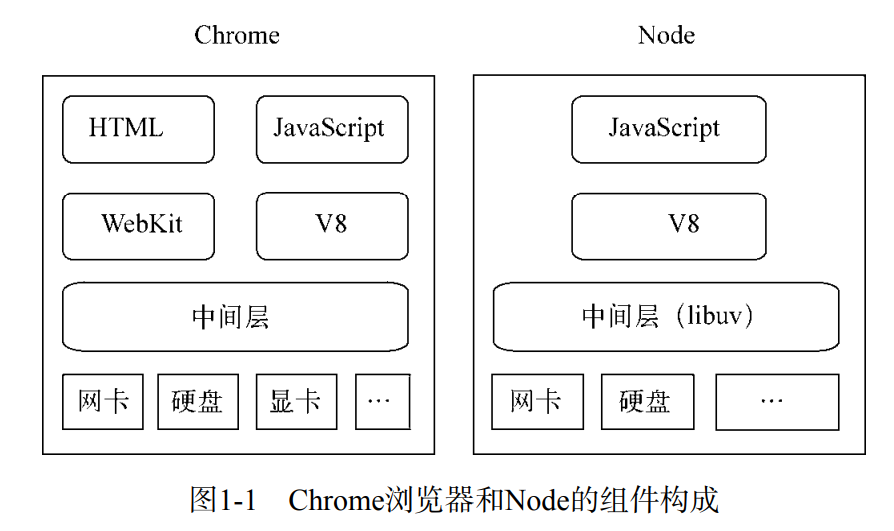 Chrome
Node
HTML
JavaScript
JavaScript
WebKit
V8
V8
中间层
中间层（libuv）
网卡
硬盘
显卡
…
网卡
硬盘
…
图1-1 Chrome浏览器和Node的组件构成